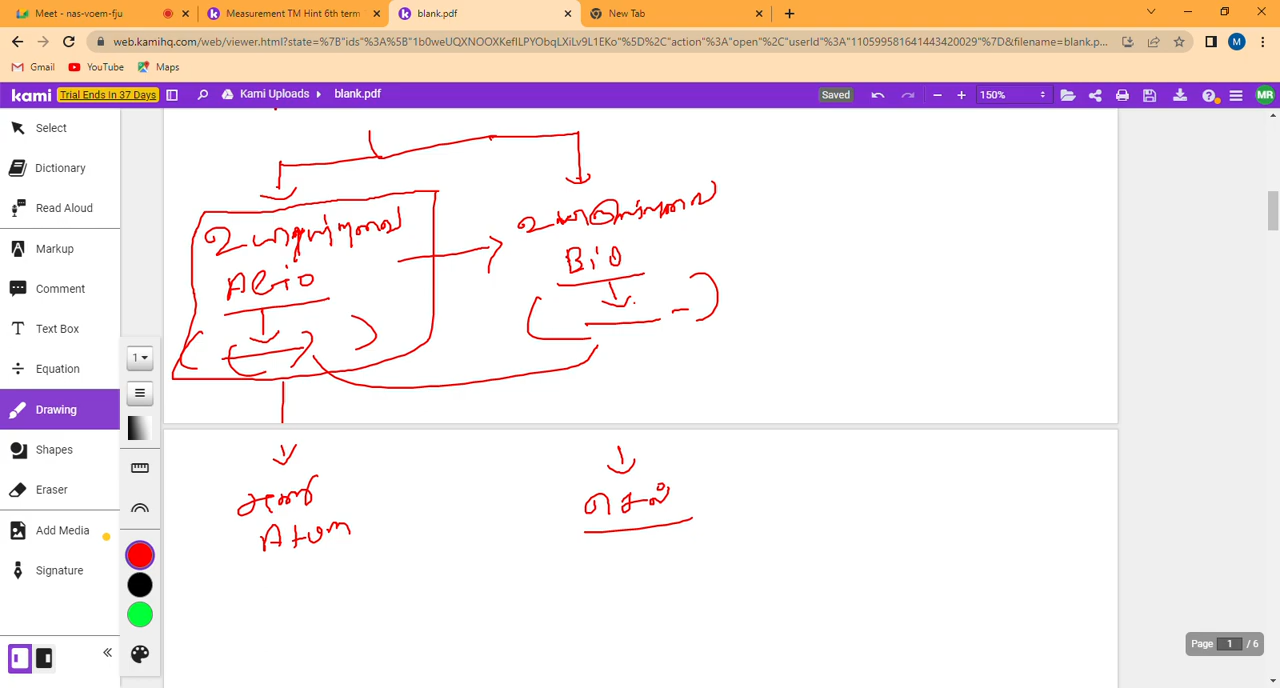 Meet - nas-voem-fju
Measurement TM Hint 6th term
blank.pdf
New Tab
web.kamihq.com/web/viewer.html?state=%7B"ids"%3A%5B"1b0weUQXNOOXKefILPYObqLXiLv9L1EKo"%5D%2C"action"%3A"open"%2C"userId"%3A"110599581641443420029"%7D&filename=blank.p...
M
Gmail
YouTube
Maps
kami
Trial Ends In 37 Days
Kami Uploads
blank.pdf
Saved
150%
MR
Select
Dictionary
Read Aloud
Markup
Comment
Text Box
Equation
Drawing
Shapes
Eraser
Add Media
Signature
1
Bio
செல்
Atom
Page 1 / 6